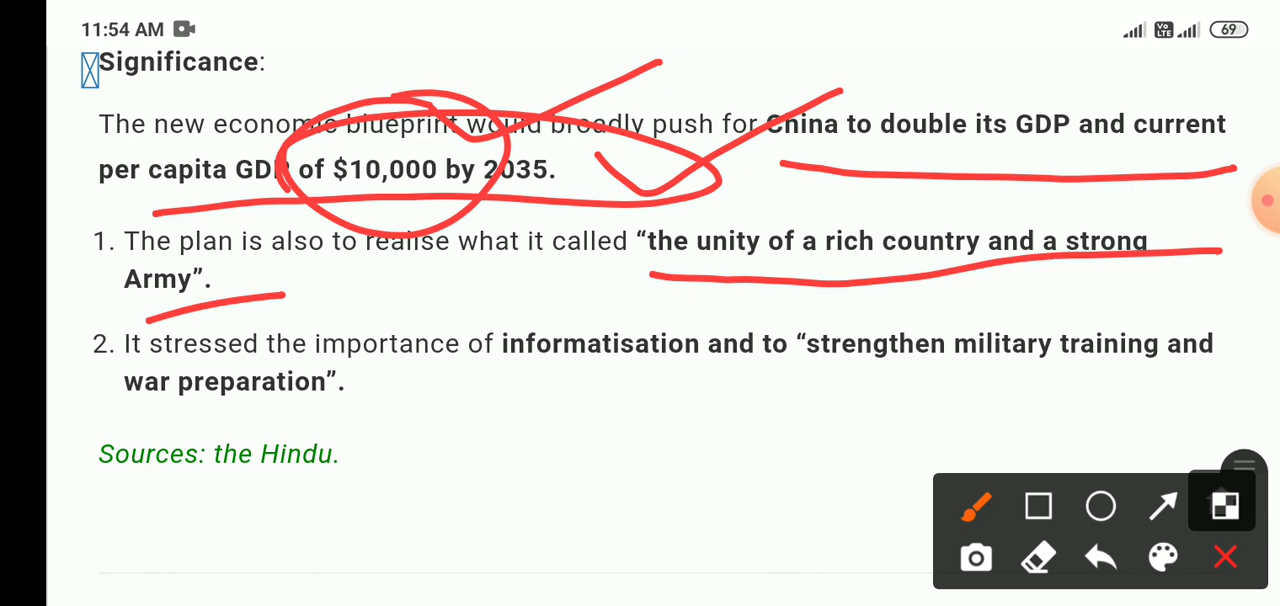 11:54 AM
Vo LTE
69
Significance:
The new economic blueprint would broadly push for China to double its GDP and current
per capita GDP of $10,000 by 2035.
1. The plan is also to realise what it called “the unity of a rich country and a strong
Army”.
2. It stressed the importance of informatisation and to “strengthen military training and
war preparation”.
Sources: the Hindu.